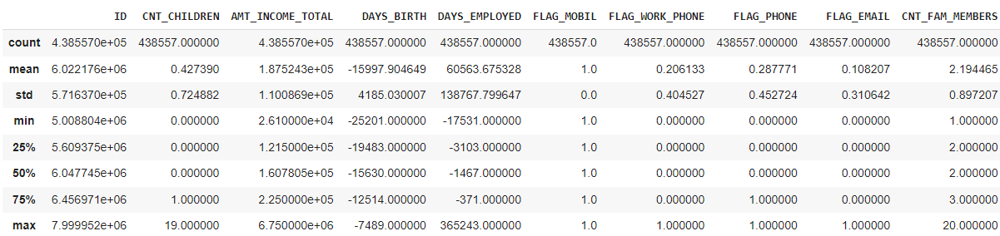 ID CNT_CHILDREN AMT_INCOME_TOTAL DAYS_BIRTH DAYS_EMPLOYED FLAG_MOBIL FLAG_WORK_PHONE FLAG_PHONE FLAG_EMAIL CNT_FAM_MEMBERS
count 4.385570e+05 438557.000000 4.385570e+05 438557.000000 438557.000000 438557.0 438557.000000 438557.000000 438557.000000 438557.000000
mean 6.022176e+06 0.427390 1.875243e+05 -15997.904649 60563.675328 1.0 0.206133 0.287771 0.108207 2.194465
std 5.716370e+05 0.724882 1.100869e+05 4185.030007 138767.799647 0.0 0.404527 0.452724 0.310642 0.897207
min 5.008804e+06 0.000000 2.610000e+04 -25201.000000 -17531.000000 1.0 0.000000 0.000000 0.000000 1.000000
25% 5.609375e+06 0.000000 1.215000e+05 -19483.000000 -3103.000000 1.0 0.000000 0.000000 0.000000 2.000000
50% 6.047745e+06 0.000000 1.607805e+05 -15630.000000 -1467.000000 1.0 0.000000 0.000000 0.000000 2.000000
75% 6.456971e+06 1.000000 2.250000e+05 -12514.000000 -371.000000 1.0 0.000000 1.000000 0.000000 3.000000
max 7.999952e+06 19.000000 6.750000e+06 -7489.000000 365243.000000 1.0 1.000000 1.000000 1.000000 20.000000